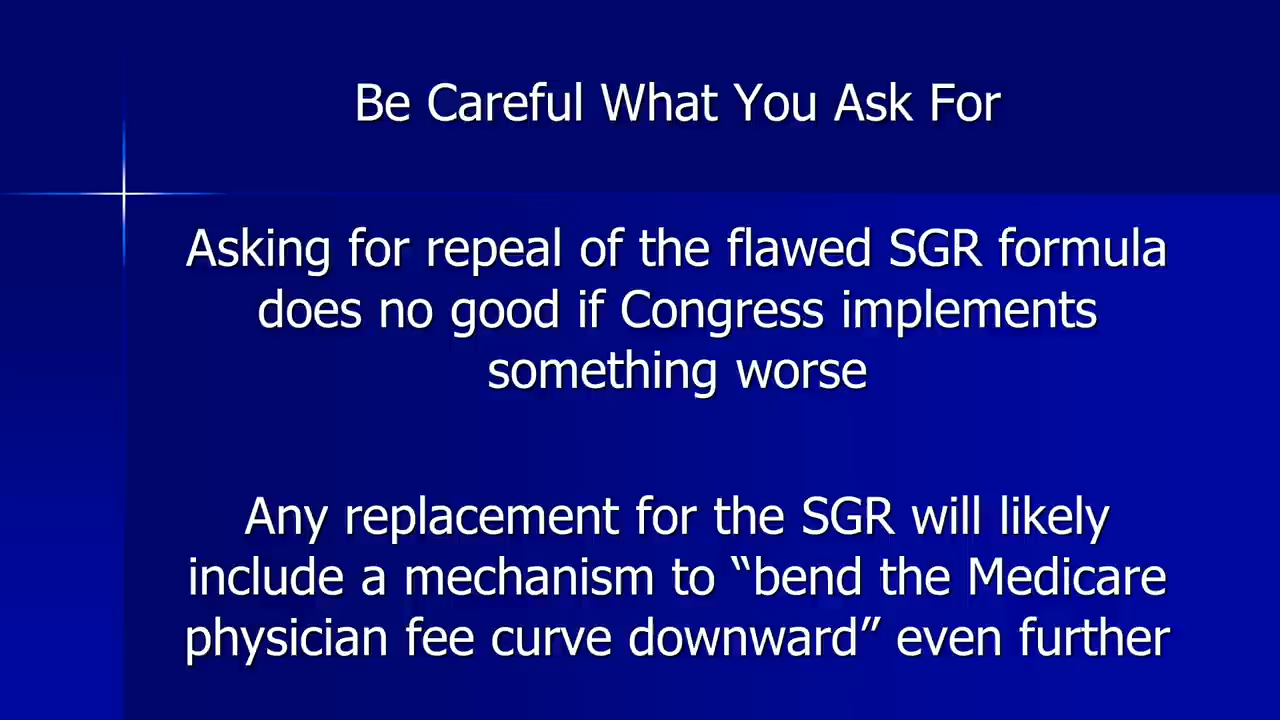 Be Careful What You Ask For
Asking for repeal of the flawed SGR formula
does no good if Congress implements
something worse
Any replacement for the SGR will likely
include a mechanism to “bend the Medicare
physician fee curve downward” even further